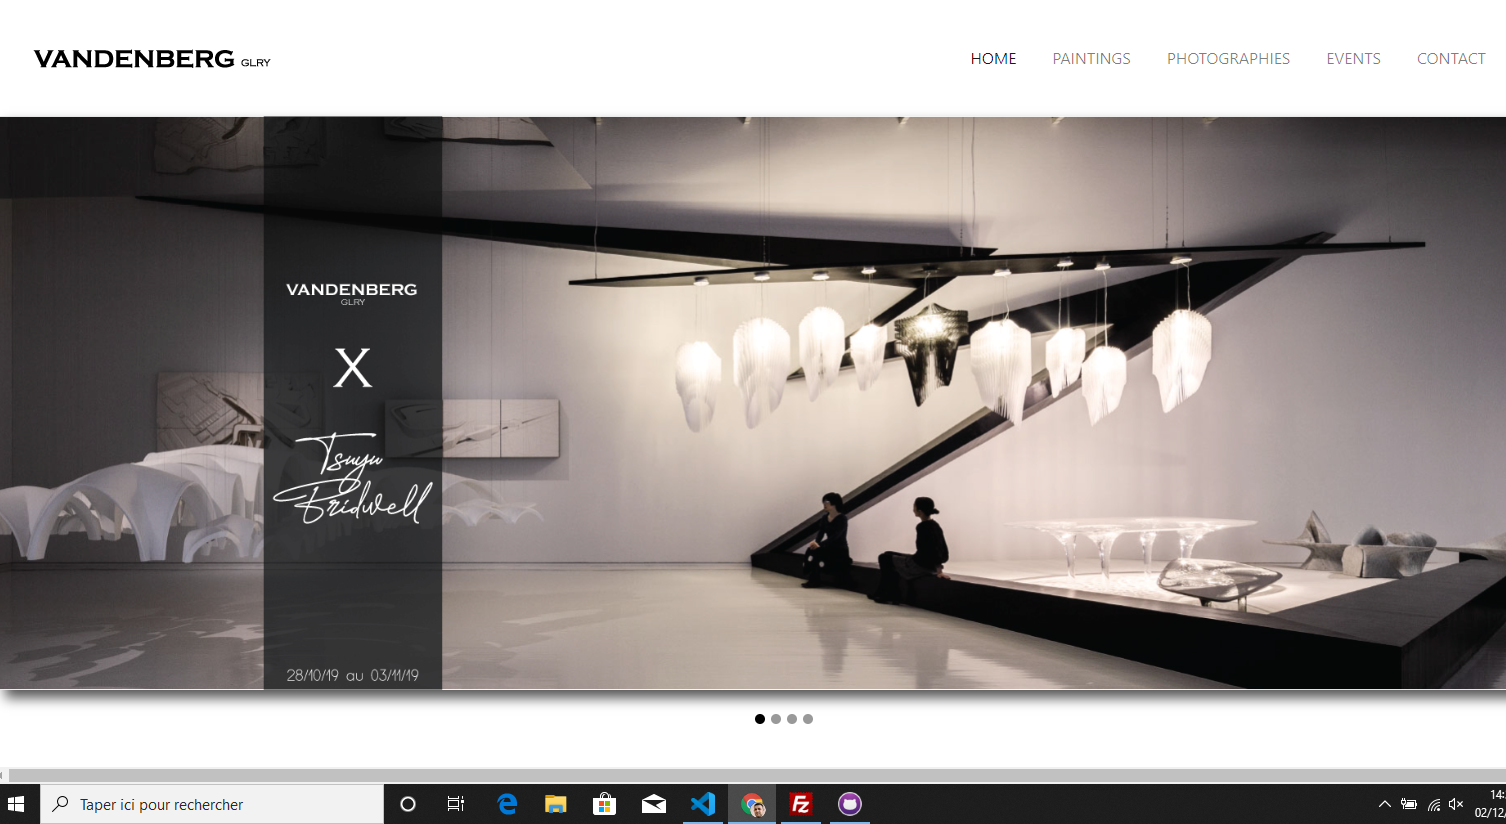 VANDENBERG GLRY
HOME PAINTINGS PHOTOGRAPHIES EVENTS CONTACT
VANDENBERG
GLRY
X
Tsuyu
Bridwell
28/10/19 au 03/11/19
Taper ici pour rechercher
14:
02/12/